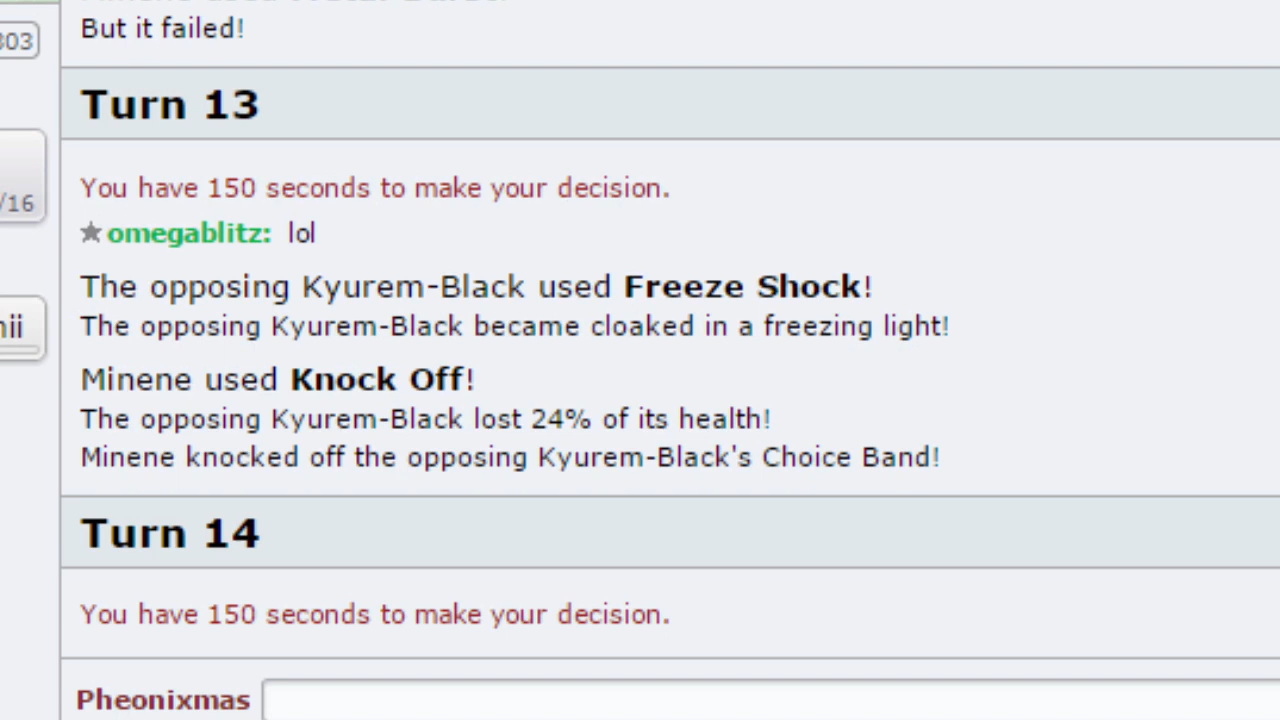 But it failed!
303
Turn 13
/16
You have 150 seconds to make your decision.
★omegablitz: lol
The opposing Kyurem-Black used Freeze Shock!
The opposing Kyurem-Black became cloaked in a freezing light!
nii
Minene used Knock Off!
The opposing Kyurem-Black lost 24% of its health!
Minene knocked off the opposing Kyurem-Black's Choice Band!
Turn 14
You have 150 seconds to make your decision.
Pheonixmas